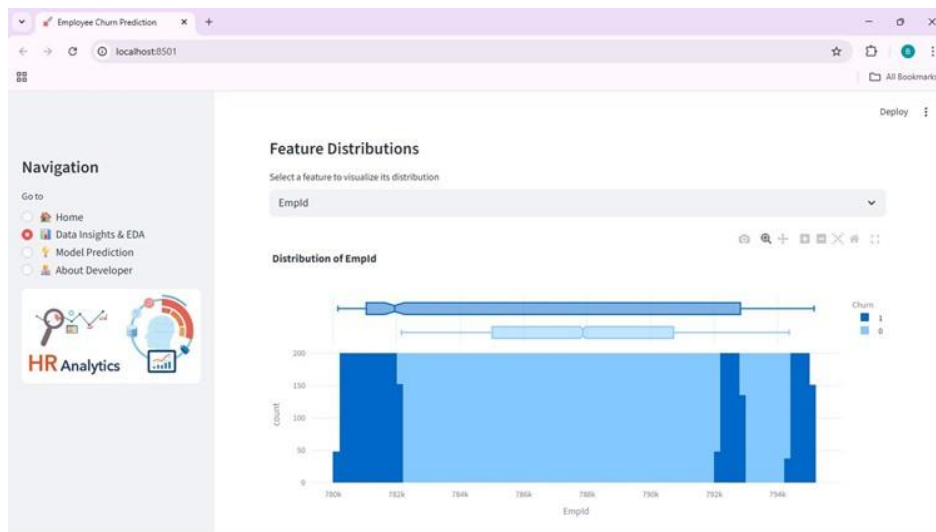 Employee Churn Prediction
localhost:8501
All Bookmarks
Deploy
Navigation
Go to
Home
Data Insights & EDA
Model Prediction
About Developer
HR Analytics
Feature Distributions
Select a feature to visualize its distribution
EmpId
Distribution of EmpId
Churn
1
0
200
150
100
50
0
count
780k 782k 784k 786k 788k 790k 792k 794k
EmpId